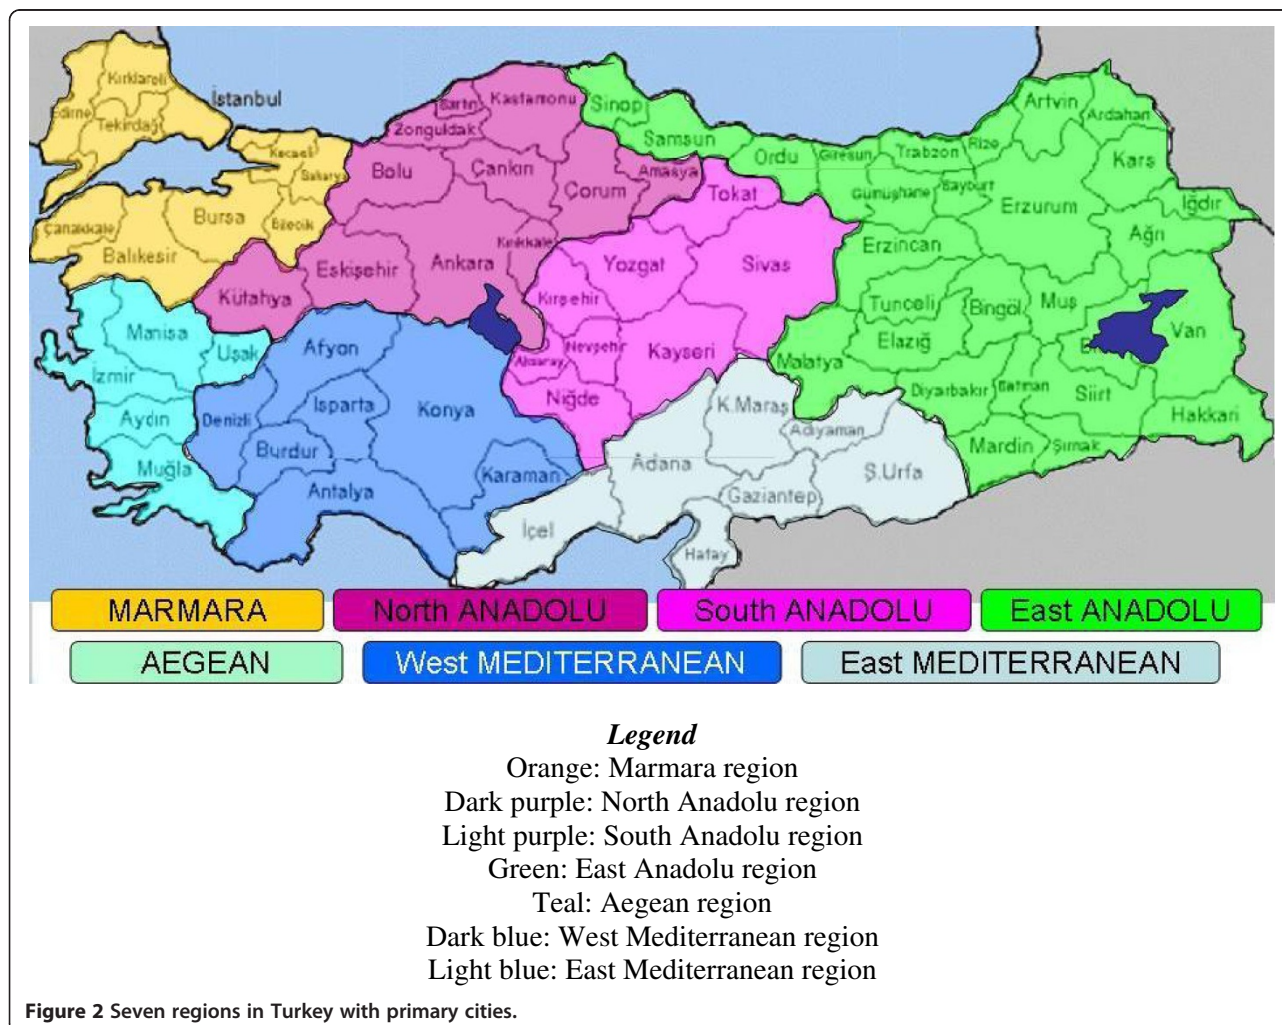 Kırklareli
İstanbul
Edirne
Tekirdağ
Kastamonu
Bartın
Sinop
Zonguldak
Samsun
Artvin
Ardahan
Kocaeli
Sakarya
Bolu
Çankırı
Çorum
Amasya
Ordu
Giresun
Trabzon
Rize
Kars
Tokat
Gümüşhane
Bayburt
Erzurum
Iğdır
Çanakkale
Bursa
Bilecik
Balıkesir
Eskişehir
Ankara
Kırıkkale
Yozgat
Sivas
Erzincan
Ağrı
Kütahya
Kırşehir
Tunceli
Bingöl
Muş
Van
Manisa
Uşak
Afyon
Aksaray
Nevşehir
Kayseri
Malatya
Elazığ
İzmir
Isparta
Konya
Niğde
K.Maraş
Diyarbakır
Batman
Siirt
Hakkari
Aydın
Denizli
Burdur
Adıyaman
Mardin
Şırnak
Muğla
Antalya
Karaman
Adana
Gaziantep
Ş.Urfa
İçel
Hatay
MARMARA
North ANADOLU
South ANADOLU
East ANADOLU
AEGEAN
West MEDITERRANEAN
East MEDITERRANEAN
Legend
Orange: Marmara region
Dark purple: North Anadolu region
Light purple: South Anadolu region
Green: East Anadolu region
Teal: Aegean region
Dark blue: West Mediterranean region
Light blue: East Mediterranean region
Figure 2 Seven regions in Turkey with primary cities.